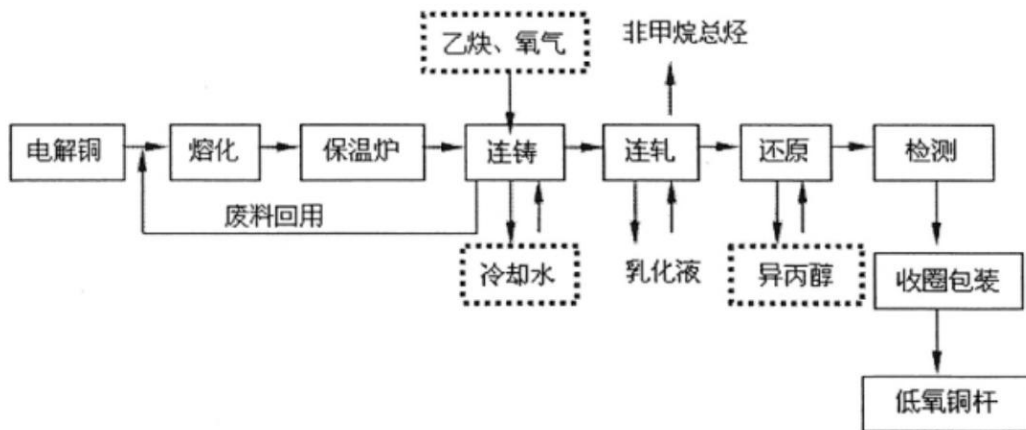 乙炔、氧气
非甲烷总烃
电解铜
熔化
保温炉
连铸
连轧
还原
检测
废料回用
冷却水
乳化液
异丙醇
收圈包装
低氧铜杆